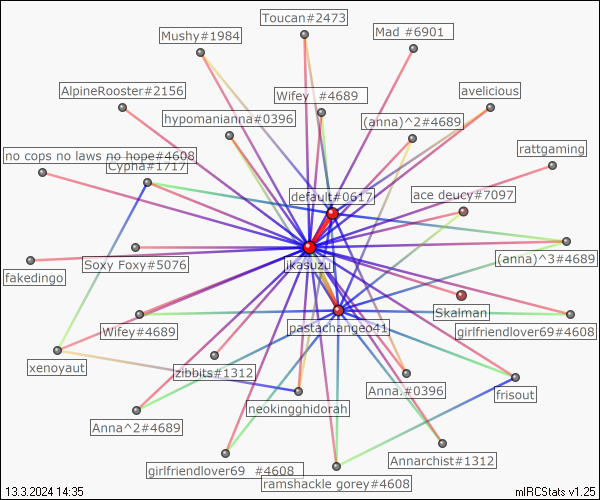 Toucan#2473
Mad #6901
Mushy#1984
AlpineRooster#2156
Wifey #4689
avelicious
hypomanianna#0396
(anna)^2#4689
rattgaming
no cops no laws no hope#4608
Cypha#1717
default#0617
ace deucy#7097
(anna)^3#4689
Soxy Foxy#5076
jikasuzu
fakedingo
Skalman
pastachangeo41
Wifey#4689
girlfriendlover69#4608
xenoyaut
zibbits#1312
Anna.#0396
frisout
neokingghidorah
Anna^2#4689
Annarchist#1312
girlfriendlover69 #4608
ramshackle gorey#4608
13.3.2024 14:35
mIRCStats v1.25